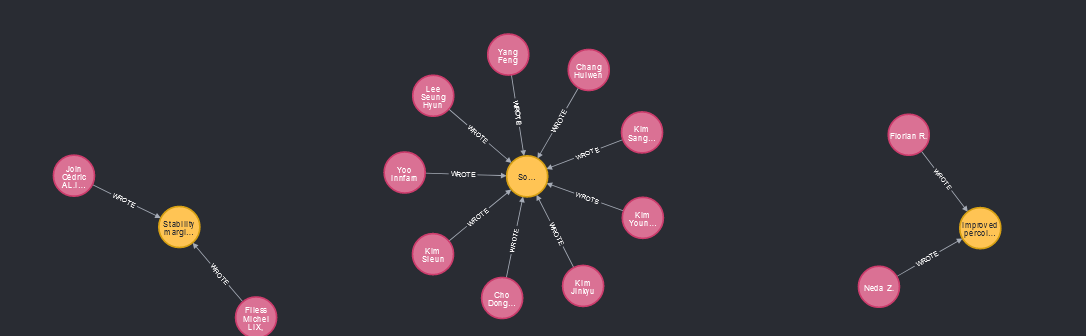 Yang
Feng
Chang
Huiwen
Lee
Seung
Hyun
Kim
Sang...
Florian R.
Yoo
Innfam
Join
Cédric
AL.I...
So...
Kim
Youn...
Stability
margi...
Improved
percol...
Kim
Sieun
Cho
Dong...
Kim
Jinkyu
Neda Z.
Fliess
Michel
LIX,
WROTE
WROTE
WROTE
WROTE
WROTE
WROTE
WROTE
WROTE
WROTE
WROTE
WROTE
WROTE
WROTE